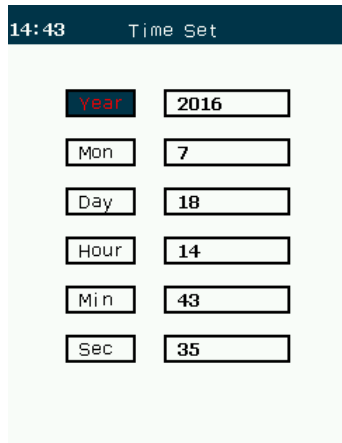 14:43 Time Set
Year 2016
Mon 7
Day 18
Hour 14
Min 43
Sec 35